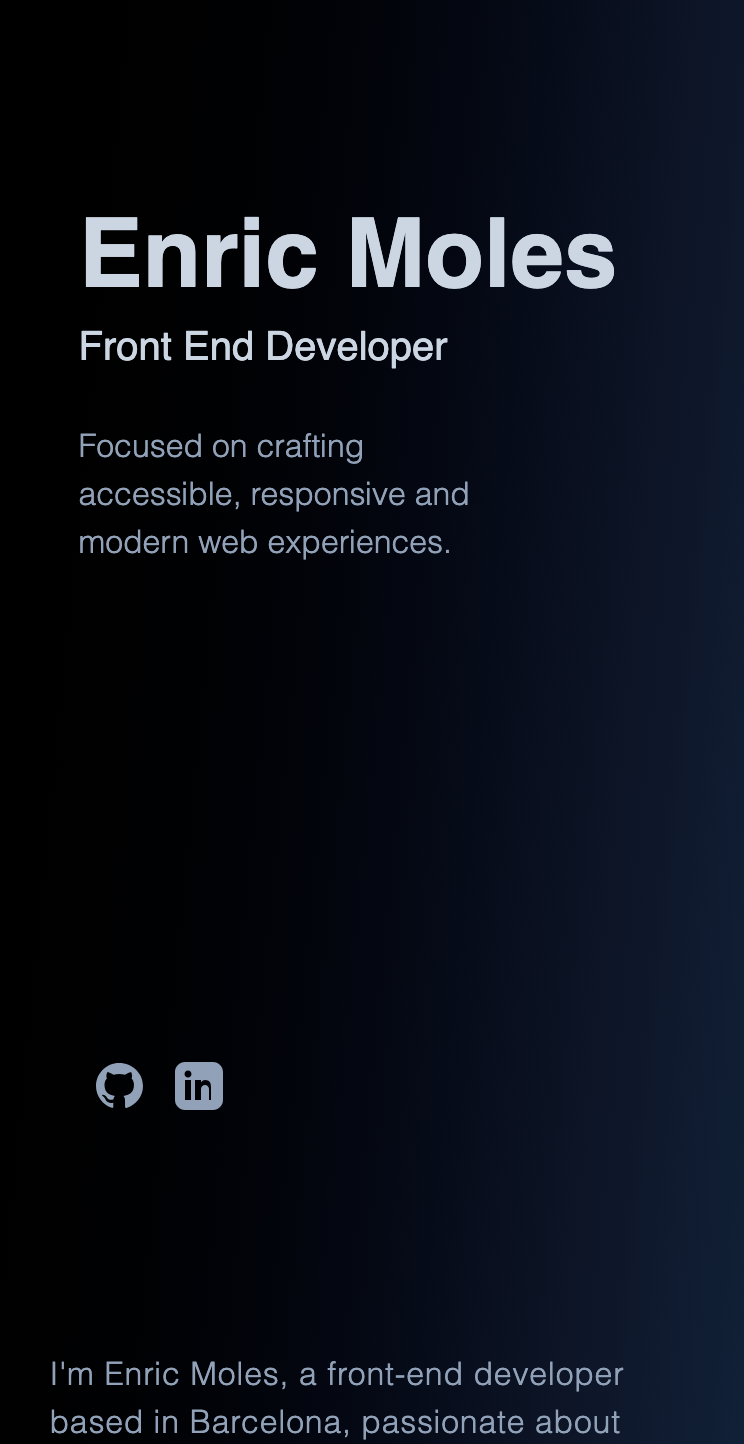 Enric Moles
Front End Developer
Focused on crafting
accessible, responsive and
modern web experiences.
in
I'm Enric Moles, a front-end developer
based in Barcelona, passionate about